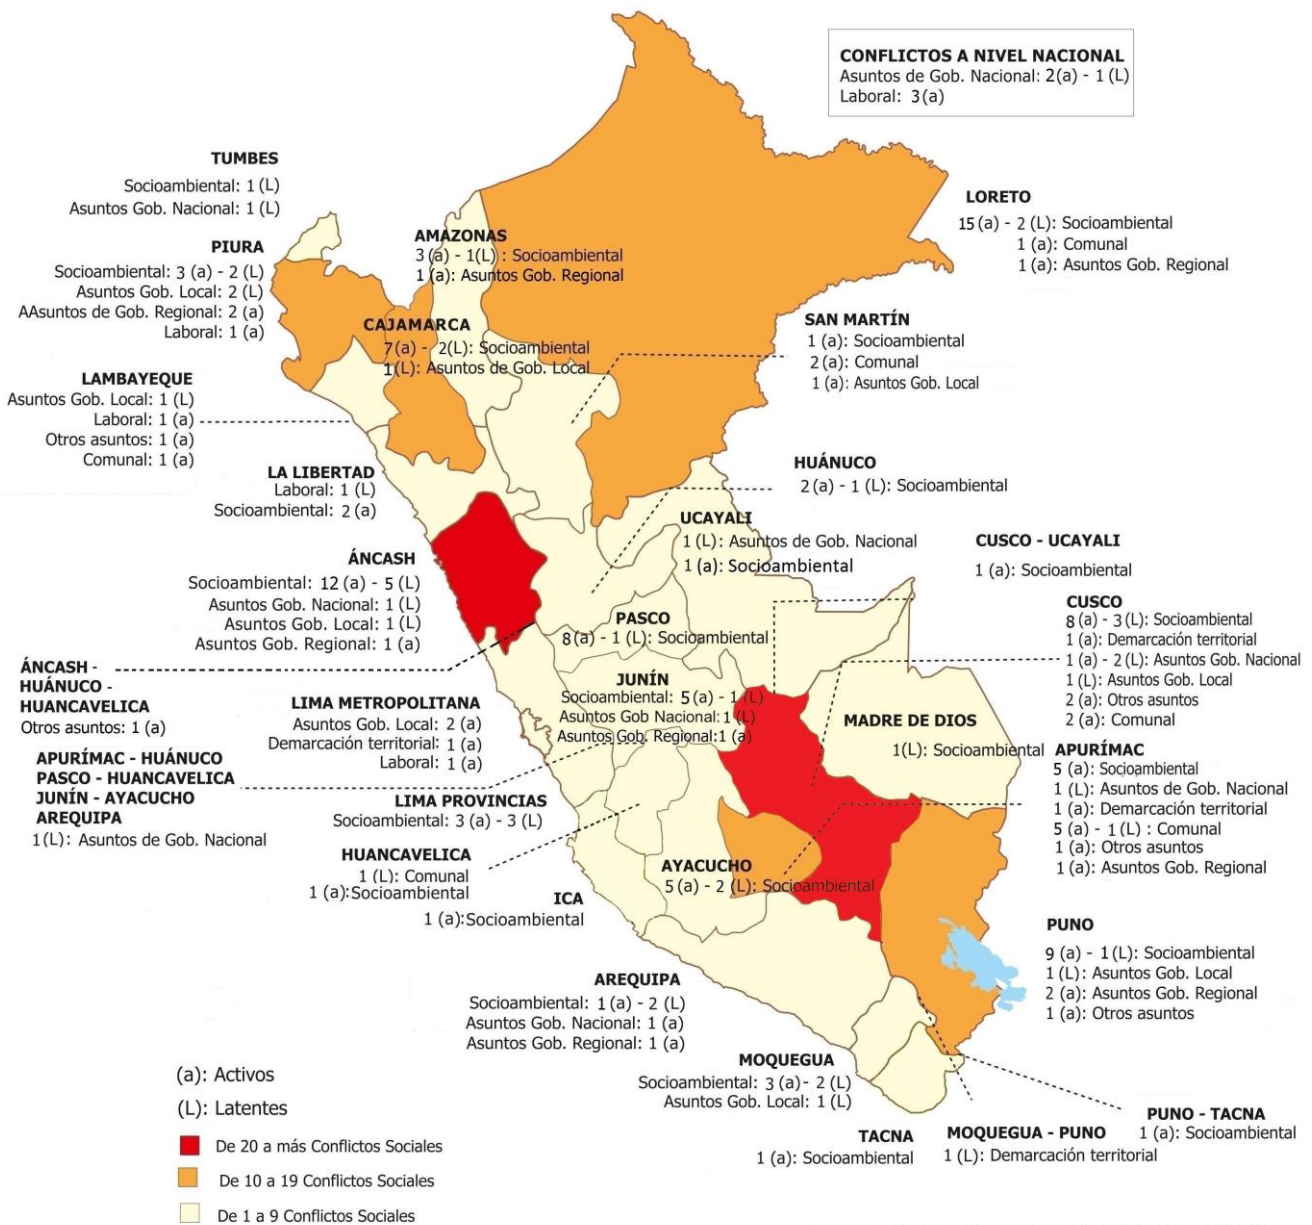 CONFLICTOS A NIVEL NACIONAL
Asuntos de Gob. Nacional: 2(a) - 1 (L)
Laboral: 3(a)
TUMBES
Socioambiental: 1 (L)
Asuntos Gob. Nacional: 1 (L)
PIURA
Socioambiental: 3 (a) - 2 (L)
Asuntos Gob. Local: 2 (L)
AAsuntos de Gob. Regional: 2 (a)
Laboral: 1 (a)
AMAZONAS
3 (a) - 1(L) : Socioambiental
1 (a): Asuntos Gob. Regional
LORETO
15 (a) - 2 (L): Socioambiental
1 (a): Comunal
1 (a): Asuntos Gob. Regional
CAJAMARCA
7(a) - 2(L): Socioambiental
1(L): Asuntos de Gob. Local
SAN MARTÍN
1 (a): Socioambiental
2 (a): Comunal
1 (a): Asuntos Gob. Local
LAMBAYEQUE
Asuntos Gob. Local: 1 (L)
Laboral: 1 (a)
Otros asuntos: 1 (a)
Comunal: 1 (a)
LA LIBERTAD
Laboral: 1 (L)
Socioambiental: 2 (a)
HUÁNUCO
2 (a) - 1 (L): Socioambiental
UCAYALI
1 (L): Asuntos de Gob. Nacional
1 (a): Socioambiental
CUSCO - UCAYALI
1 (a): Socioambiental
ÁNCASH
Socioambiental: 12 (a) - 5 (L)
Asuntos Gob. Nacional: 1 (L)
Asuntos Gob. Local: 1 (L)
Asuntos Gob. Regional: 1 (a)
PASCO
8 (a) - 1 (L): Socioambiental
CUSCO
8 (a) - 3 (L): Socioambiental
1 (a): Demarcación territorial
1 (a) - 2 (L): Asuntos Gob. Nacional
1 (L): Asuntos Gob. Local
2 (a): Otros asuntos
2 (a): Comunal
ÁNCASH -
HUÁNUCO -
HUANCAVELICA
Otros asuntos: 1 (a)
LIMA METROPOLITANA
Asuntos Gob. Local: 2 (a)
Demarcación territorial: 1 (a)
Laboral: 1 (a)
JUNÍN
Socioambiental: 5 (a) - 1 (L)
Asuntos Gob Nacional: 1 (L)
Asuntos Gob. Regional: 1 (a)
MADRE DE DIOS
1(L): Socioambiental
APURÍMAC - HUÁNUCO
PASCO - HUANCAVELICA
JUNÍN - AYACUCHO
AREQUIPA
1(L): Asuntos de Gob. Nacional
LIMA PROVINCIAS
Socioambiental: 3 (a) - 3 (L)
APURÍMAC
5 (a): Socioambiental
1 (L): Asuntos de Gob. Nacional
1 (a): Demarcación territorial
5 (a) - 1 (L) : Comunal
1 (a): Otros asuntos
1 (a): Asuntos Gob. Regional
HUANCAVELICA
1 (L): Comunal
1 (a):Socioambiental
AYACUCHO
5 (a) - 2 (L): Socioambiental
ICA
1 (a):Socioambiental
PUNO
9 (a) - 1 (L): Socioambiental
1 (L): Asuntos Gob. Local
2 (a): Asuntos Gob. Regional
1 (a): Otros asuntos
AREQUIPA
Socioambiental: 1 (a) - 2 (L)
Asuntos Gob. Nacional: 1 (a)
Asuntos Gob. Regional: 1 (a)
MOQUEGUA
Socioambiental: 3 (a) - 2 (L)
Asuntos Gob. Local: 1 (L)
TACNA
1 (a): Socioambiental
MOQUEGUA - PUNO
1 (L): Demarcación territorial
PUNO - TACNA
1 (a): Socioambiental
(a): Activos
(L): Latentes
De 20 a más Conflictos Sociales
De 10 a 19 Conflictos Sociales
De 1 a 9 Conflictos Sociales